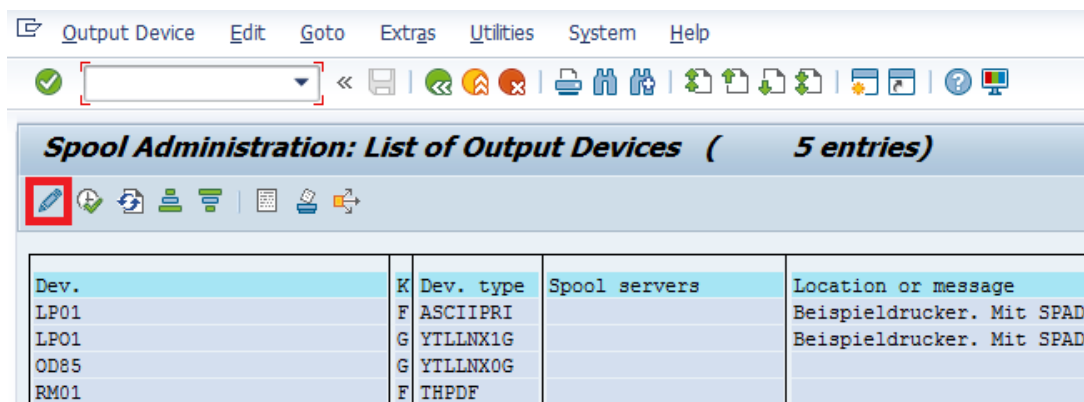 Output Device Edit Goto Extras Utilities System Help
Spool Administration: List of Output Devices ( 5 entries)
Dev. K Dev. type Spool servers Location or message
LP01 F ASCIIPRI Beispieldrucker. Mit SPAD
LPO1 G YTLLNX1G Beispieldrucker. Mit SPAD
OD85 G YTLLNX0G
RM01 F THPDF